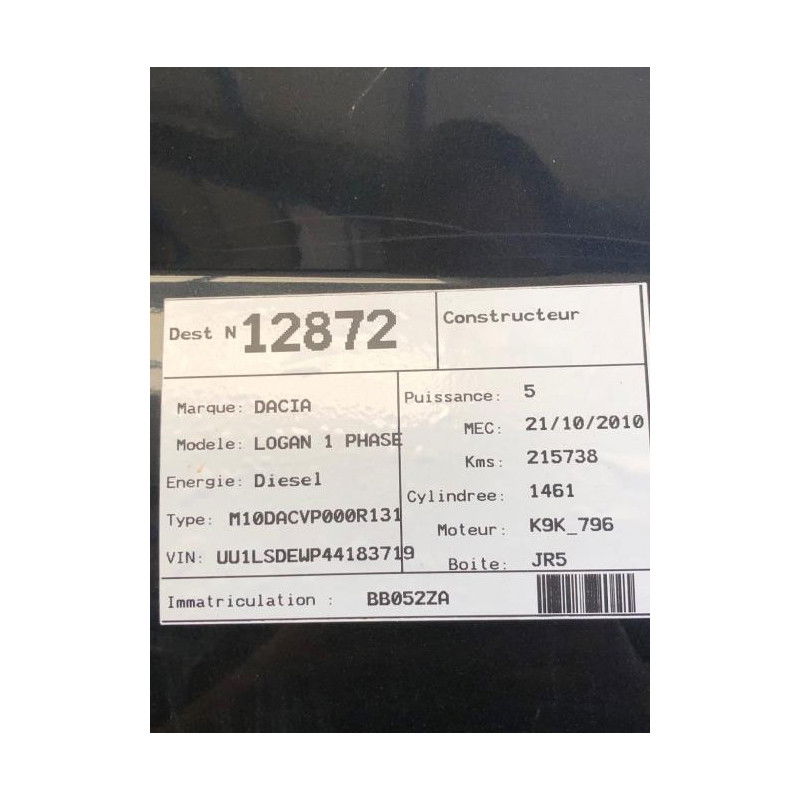 Dest N 12872
Constructeur
Marque: DACIA
Modele: LOGAN 1 PHASE
Energie: Diesel
Type: M10DACVP000R131
VIN: UU1LSDEWP44183719
Puissance: 5
MEC: 21/10/2010
Kms: 215738
Cylindree: 1461
Moteur: K9K_796
Boite: JR5
Immatriculation : BB052ZA